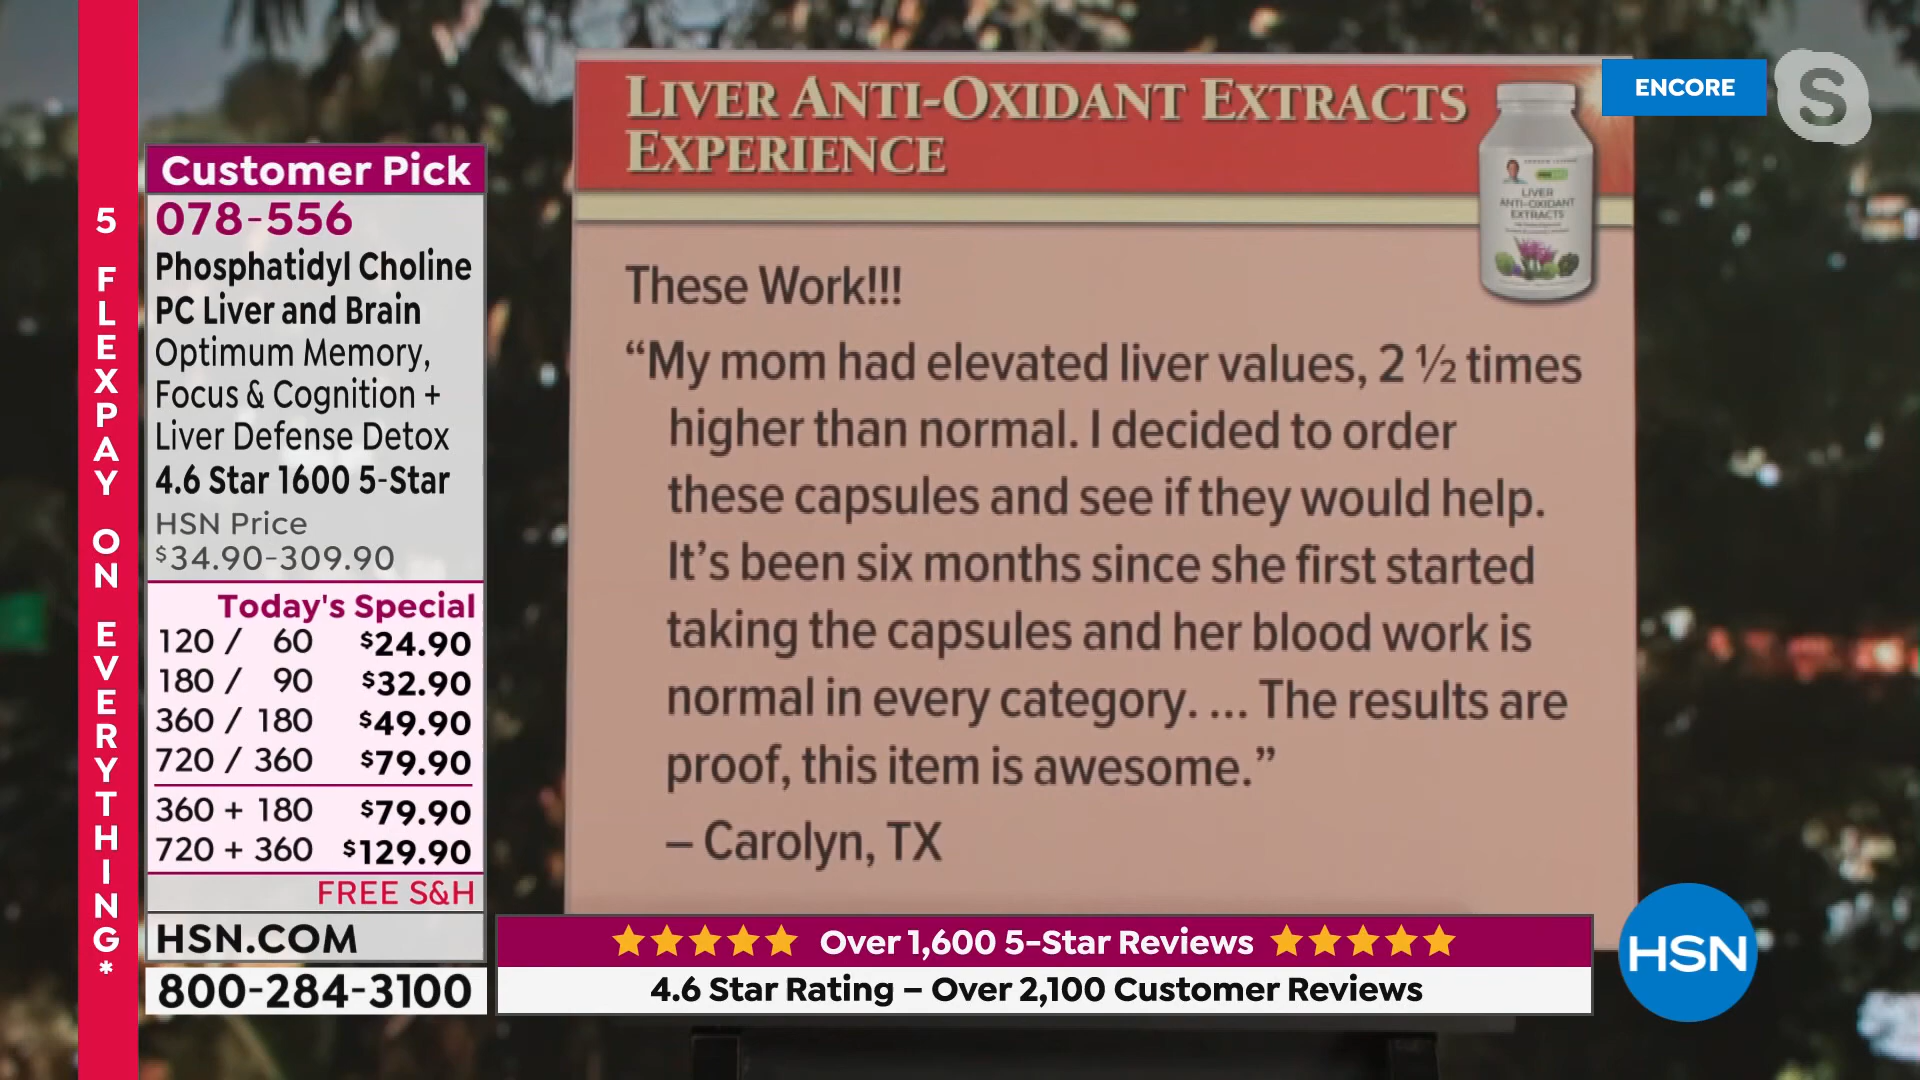 5 FLEXPAY ON EVERYTHING*
Customer Pick
078-556
Phosphatidyl Choline
PC Liver and Brain
Optimum Memory,
Focus & Cognition +
Liver Defense Detox
4.6 Star 1600 5-Star
HSN Price
$34.90-309.90
Today's Special
120 / 60 $24.90
180 / 90 $32.90
360 / 180 $49.90
720 / 360 $79.90
360 + 180 $79.90
720 + 360 $129.90
FREE S&H
HSN.COM
800-284-3100
LIVER ANTI-OXIDANT EXTRACTS
EXPERIENCE
LIVER
ANTI-OXIDANT
EXTRACTS
These Work!!!
“My mom had elevated liver values, 2 ½ times
higher than normal. I decided to order
these capsules and see if they would help.
It’s been six months since she first started
taking the capsules and her blood work is
normal in every category. ... The results are
proof, this item is awesome.”
– Carolyn, TX
ENCORE
S
Over 1,600 5-Star Reviews
4.6 Star Rating – Over 2,100 Customer Reviews
HSN